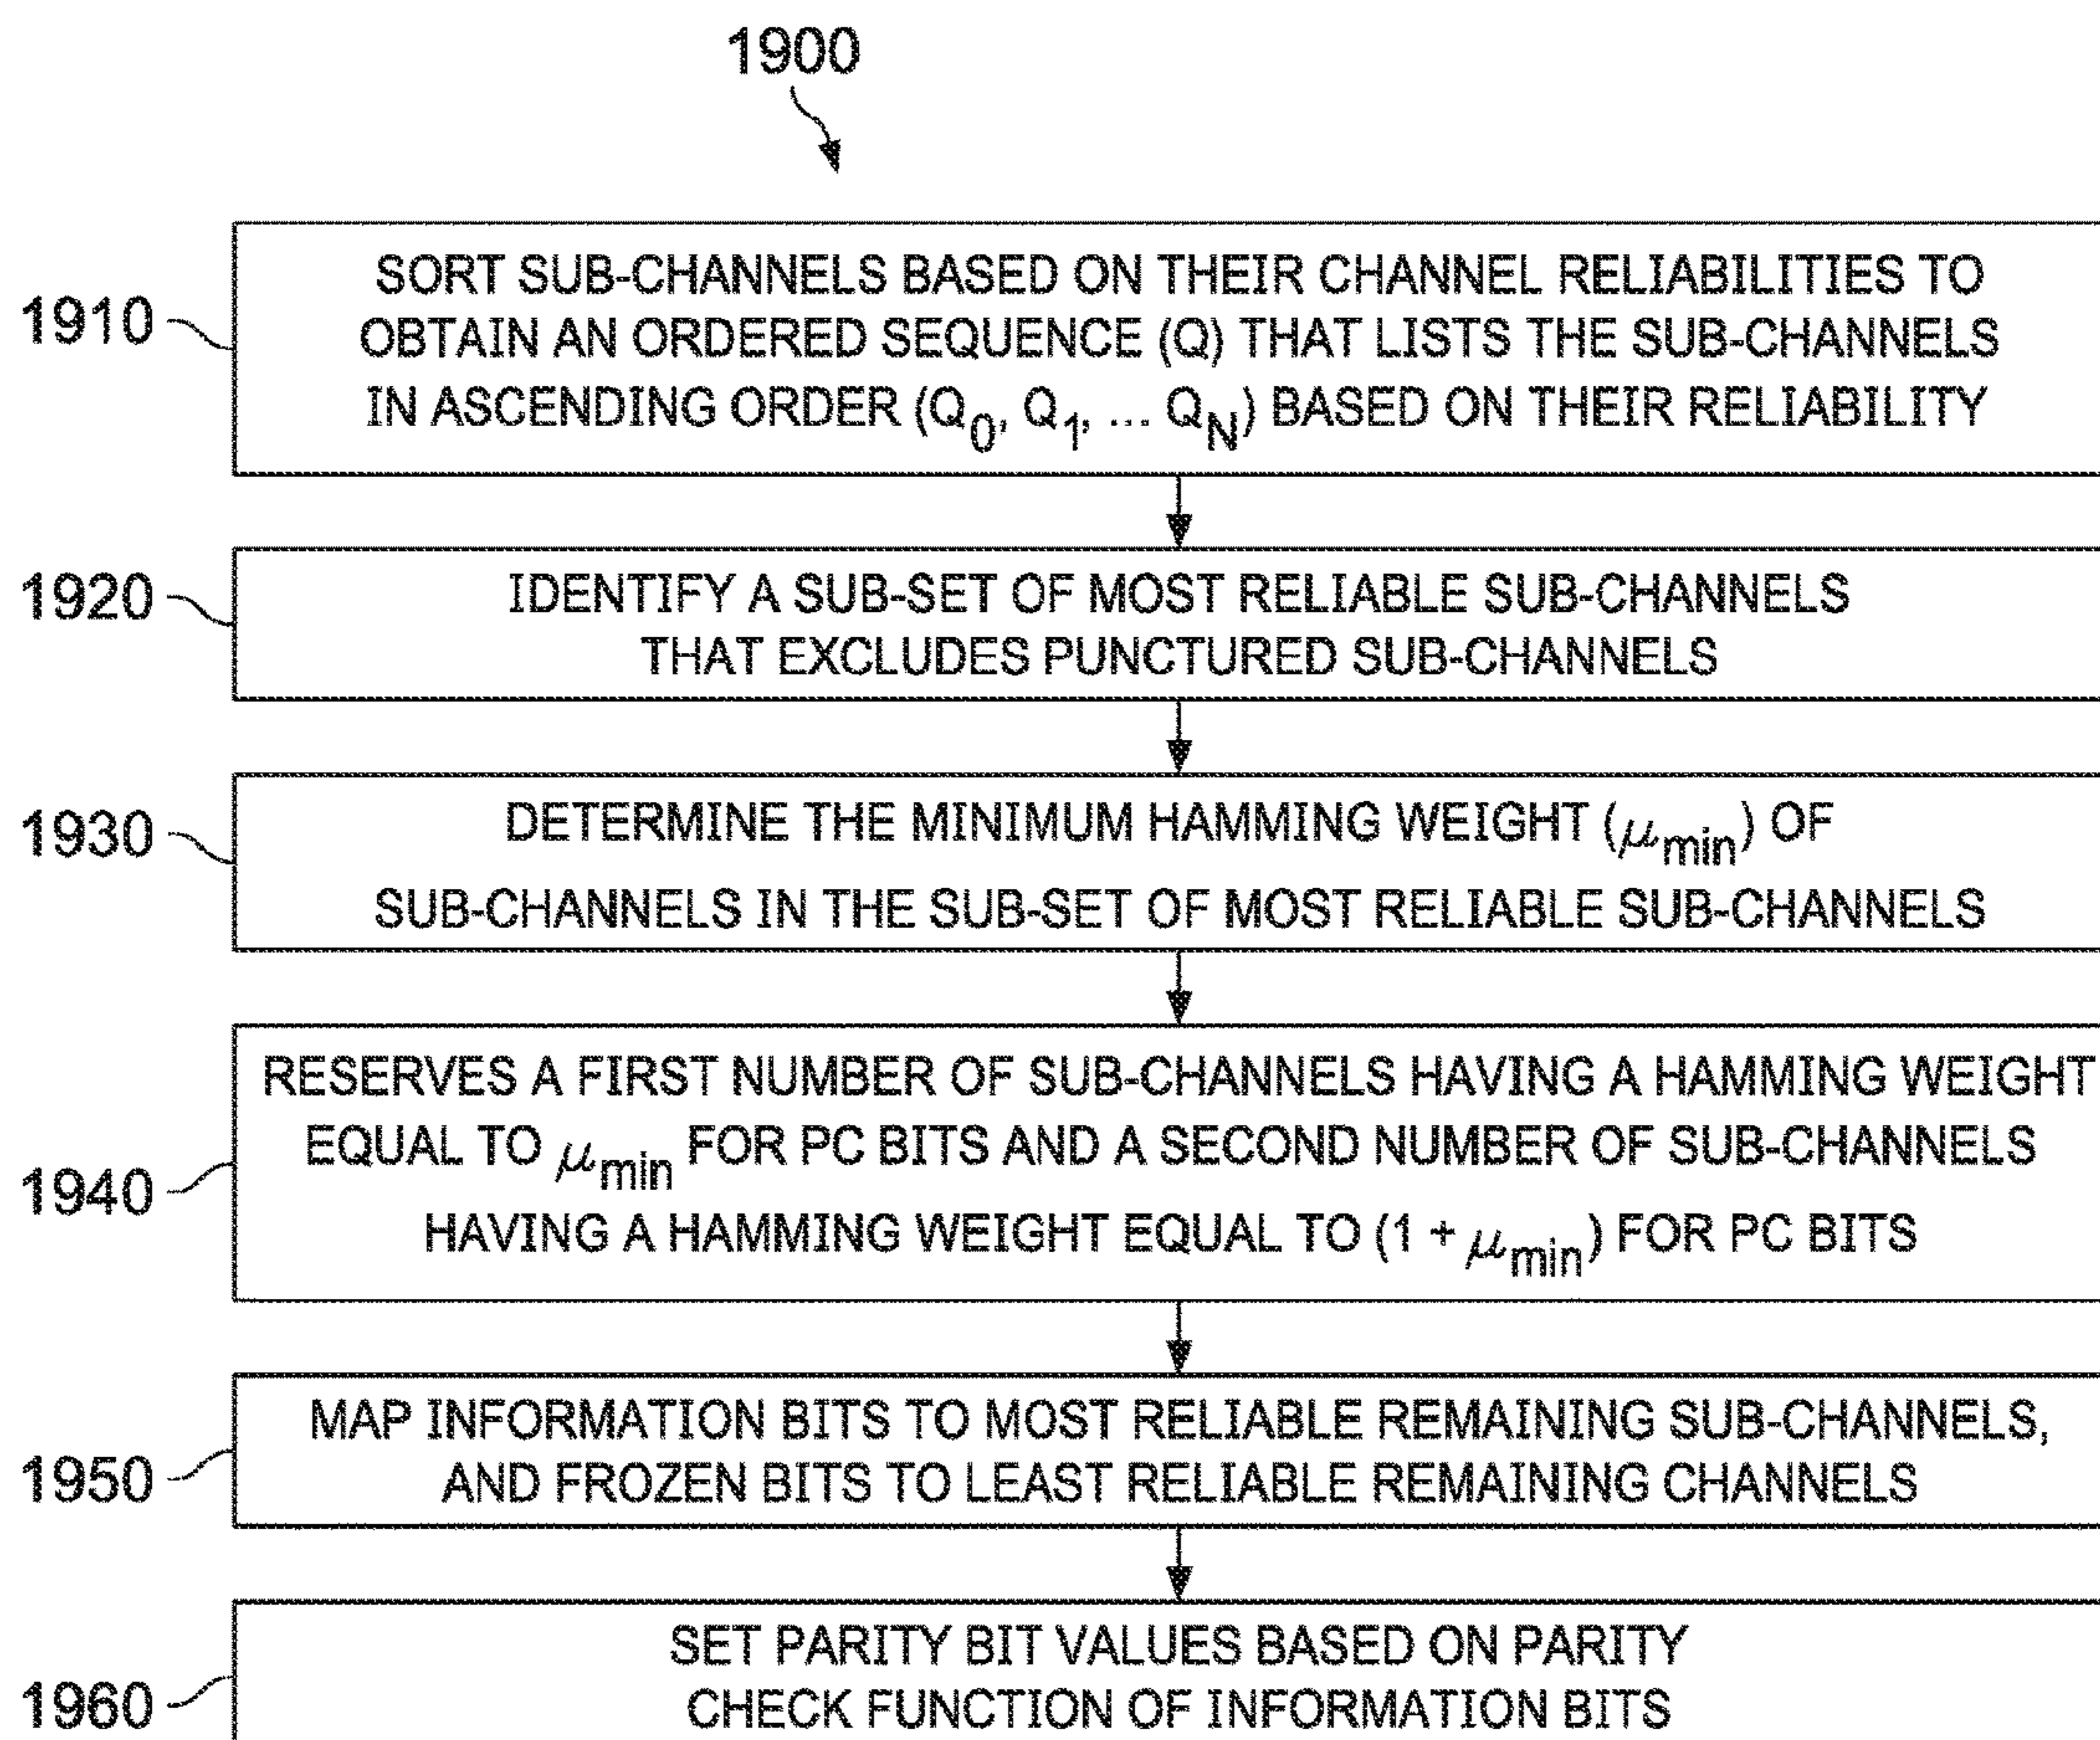 1900
1910
SORT SUB-CHANNELS BASED ON THEIR CHANNEL RELIABILITIES TO
OBTAIN AN ORDERED SEQUENCE (Q) THAT LISTS THE SUB-CHANNELS
IN ASCENDING ORDER (Q0, Q1, ... QN) BASED ON THEIR RELIABILITY
1920
IDENTIFY A SUB-SET OF MOST RELIABLE SUB-CHANNELS
THAT EXCLUDES PUNCTURED SUB-CHANNELS
1930
DETERMINE THE MINIMUM HAMMING WEIGHT (μmin) OF
SUB-CHANNELS IN THE SUB-SET OF MOST RELIABLE SUB-CHANNELS
1940
RESERVES A FIRST NUMBER OF SUB-CHANNELS HAVING A HAMMING WEIGHT
EQUAL TO μmin FOR PC BITS AND A SECOND NUMBER OF SUB-CHANNELS
HAVING A HAMMING WEIGHT EQUAL TO (1 + μmin) FOR PC BITS
1950
MAP INFORMATION BITS TO MOST RELIABLE REMAINING SUB-CHANNELS,
AND FROZEN BITS TO LEAST RELIABLE REMAINING CHANNELS
1960
SET PARITY BIT VALUES BASED ON PARITY
CHECK FUNCTION OF INFORMATION BITS